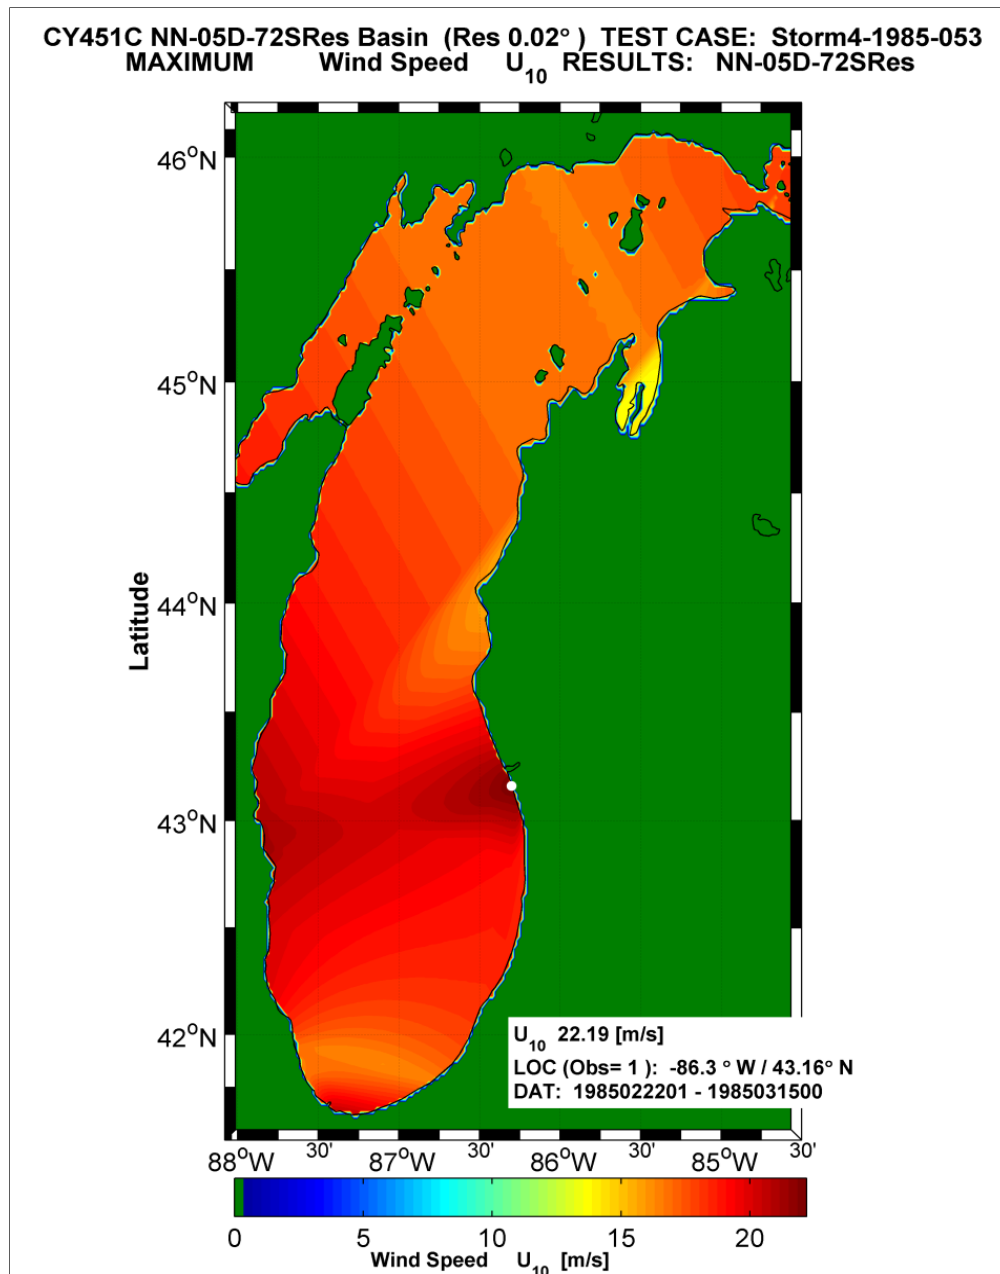 CY451C NN-05D-72SRes Basin (Res 0.02° ) TEST CASE: Storm4-1985-053
MAXIMUM Wind Speed U10 RESULTS: NN-05D-72SRes
46°N
45°N
44°N
43°N
42°N
Latitude
U10 22.19 [m/s]
LOC (Obs= 1 ): -86.3 ° W / 43.16° N
DAT: 1985022201 - 1985031500
88°W 30' 87°W 30' 86°W 30' 85°W 30'
0 5 10 15 20
Wind Speed U10 [m/s]